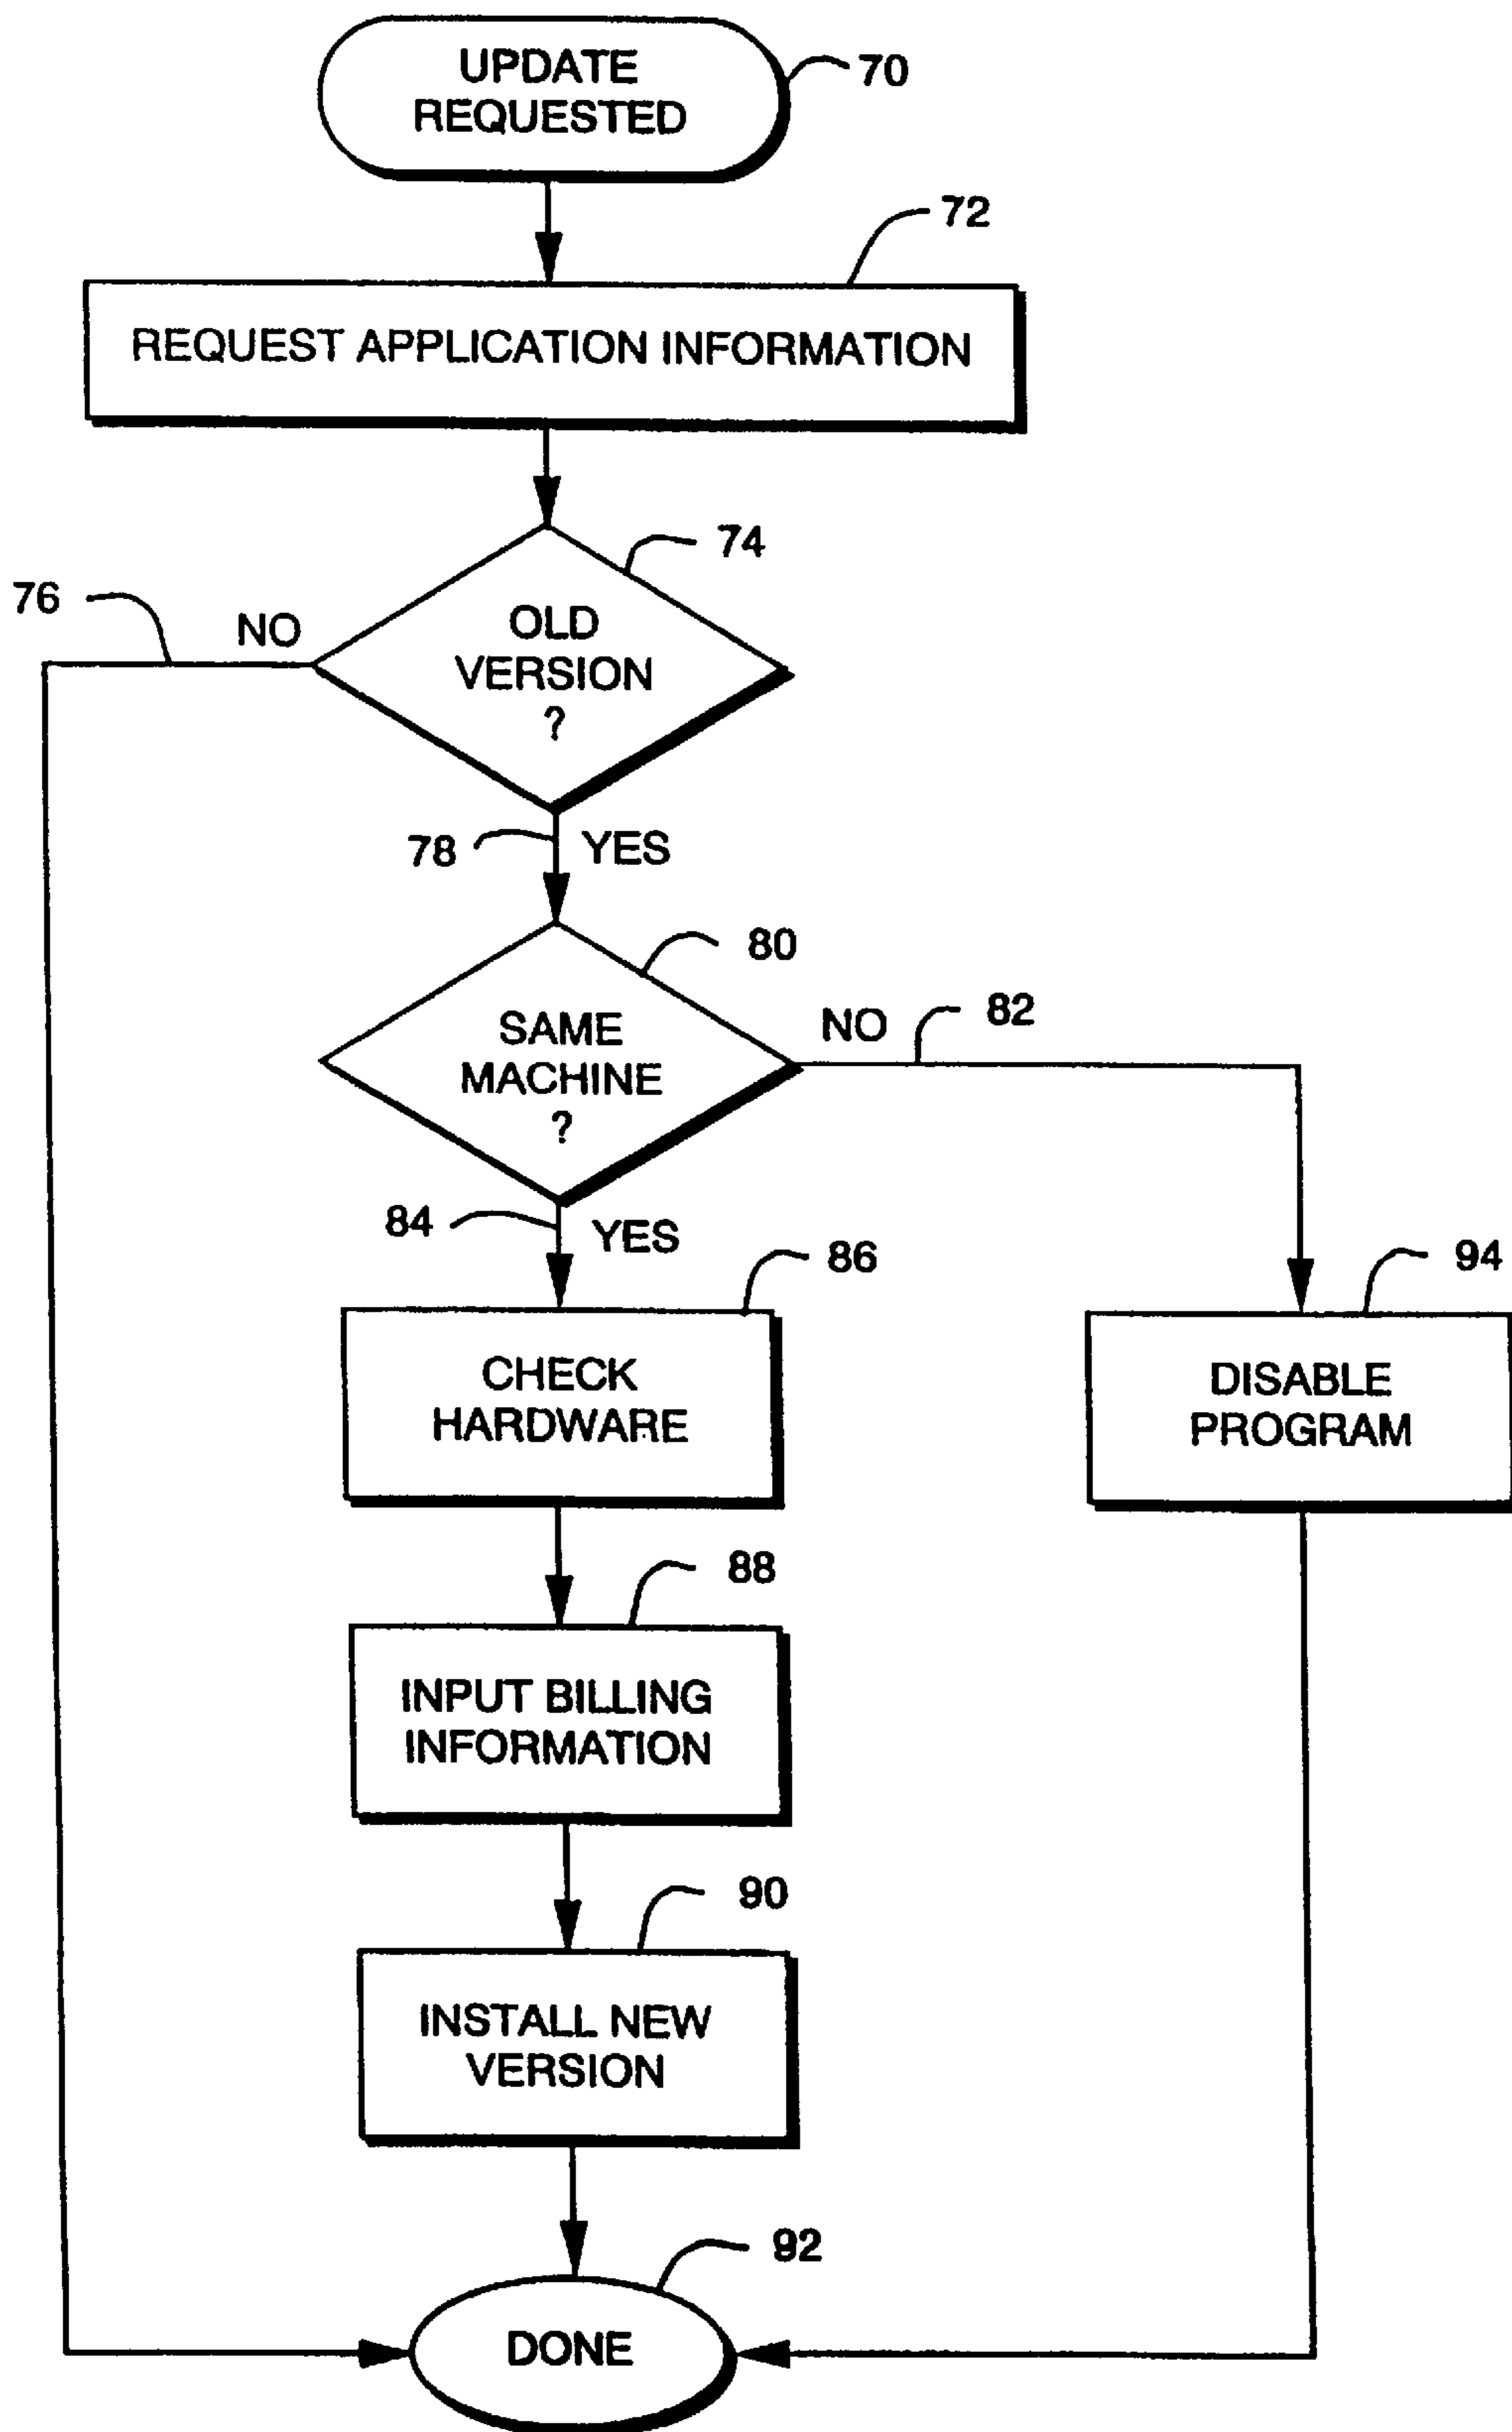 UPDATE
REQUESTED
70
72
REQUEST APPLICATION INFORMATION
74
76
NO
OLD
VERSION
?
78
YES
80
SAME
MACHINE
?
NO
82
84
YES
86
CHECK
HARDWARE
94
DISABLE
PROGRAM
88
INPUT BILLING
INFORMATION
90
INSTALL NEW
VERSION
92
DONE